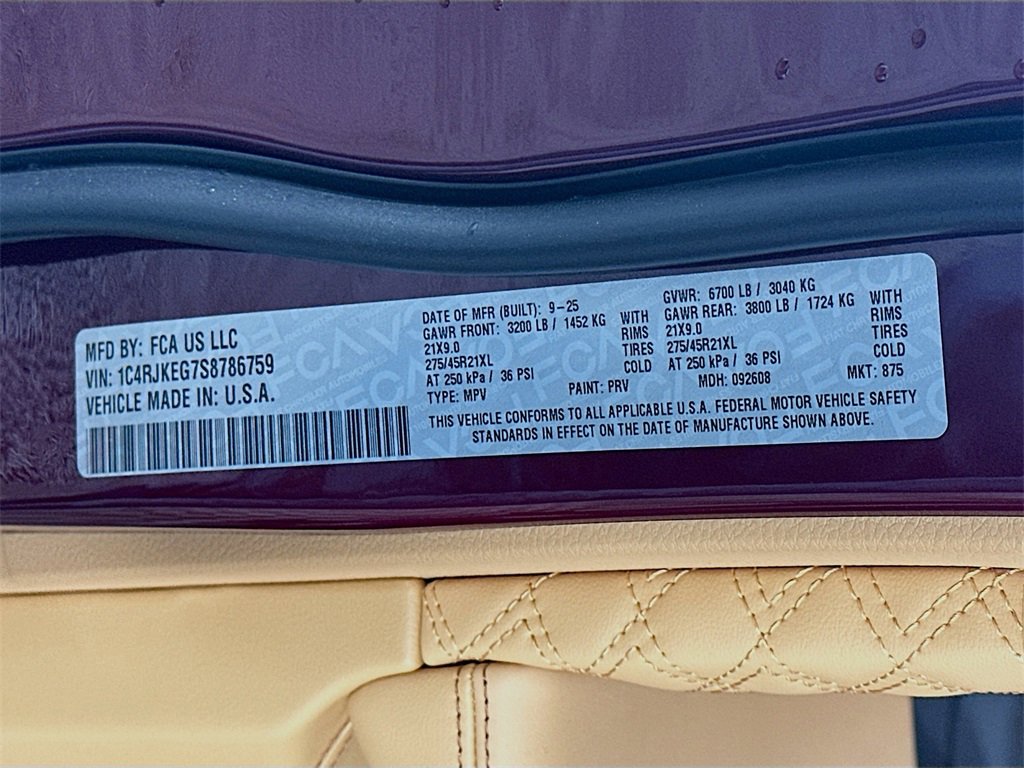 MFD BY: FCA US LLC
VIN: 1C4RJKEG7S8786759
VEHICLE MADE IN: U.S.A.
DATE OF MFR (BUILT): 9-25
GAWR FRONT: 3200 LB / 1452 KG WITH
21X9.0 RIMS
275/45R21XL TIRES
AT 250 kPa / 36 PSI COLD
TYPE: MPV PAINT: PRV
GVWR: 6700 LB / 3040 KG
GAWR REAR: 3800 LB / 1724 KG WITH
21X9.0 RIMS
275/45R21XL TIRES
AT 250 kPa / 36 PSI COLD
MDH: 092608 MKT: 875
THIS VEHICLE CONFORMS TO ALL APPLICABLE U.S.A. FEDERAL MOTOR VEHICLE SAFETY
STANDARDS IN EFFECT ON THE DATE OF MANUFACTURE SHOWN ABOVE.